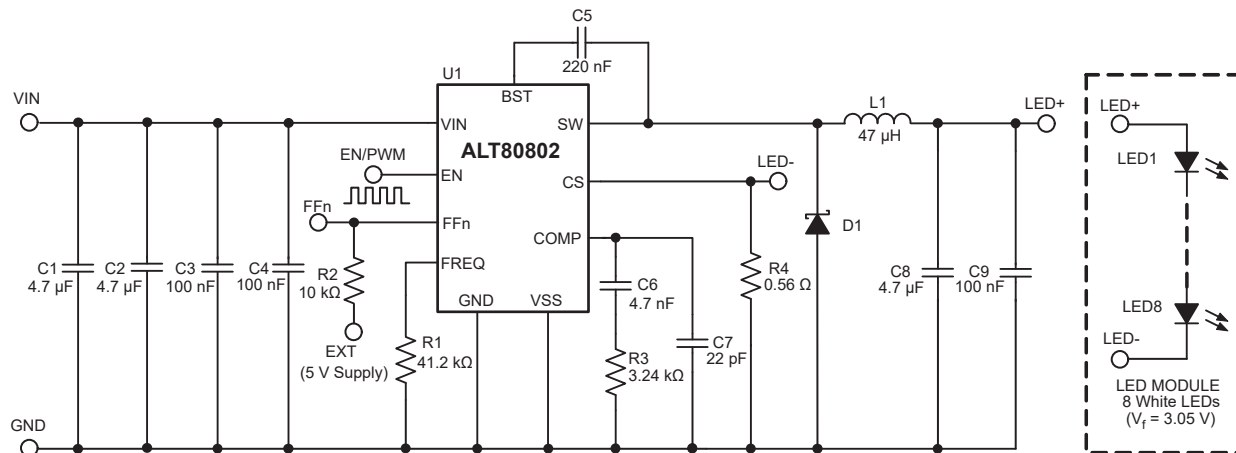 C5
220 nF
U1
BST
VIN
VIN
SW
L1
47 µH
LED+
LED+
ALT80802
EN/PWM
EN
CS
LED-
LED1
FFn
FFn
COMP
D1
C1
4.7 µF
C2
4.7 µF
C3
100 nF
C4
100 nF
R2
10 kΩ
FREQ
GND
VSS
C6
4.7 nF
R4
0.56 Ω
C8
4.7 µF
C9
100 nF
LED8
EXT
(5 V Supply)
R1
41.2 kΩ
R3
3.24 kΩ
C7
22 pF
LED-
GND
LED MODULE
8 White LEDs
(Vf = 3.05 V)